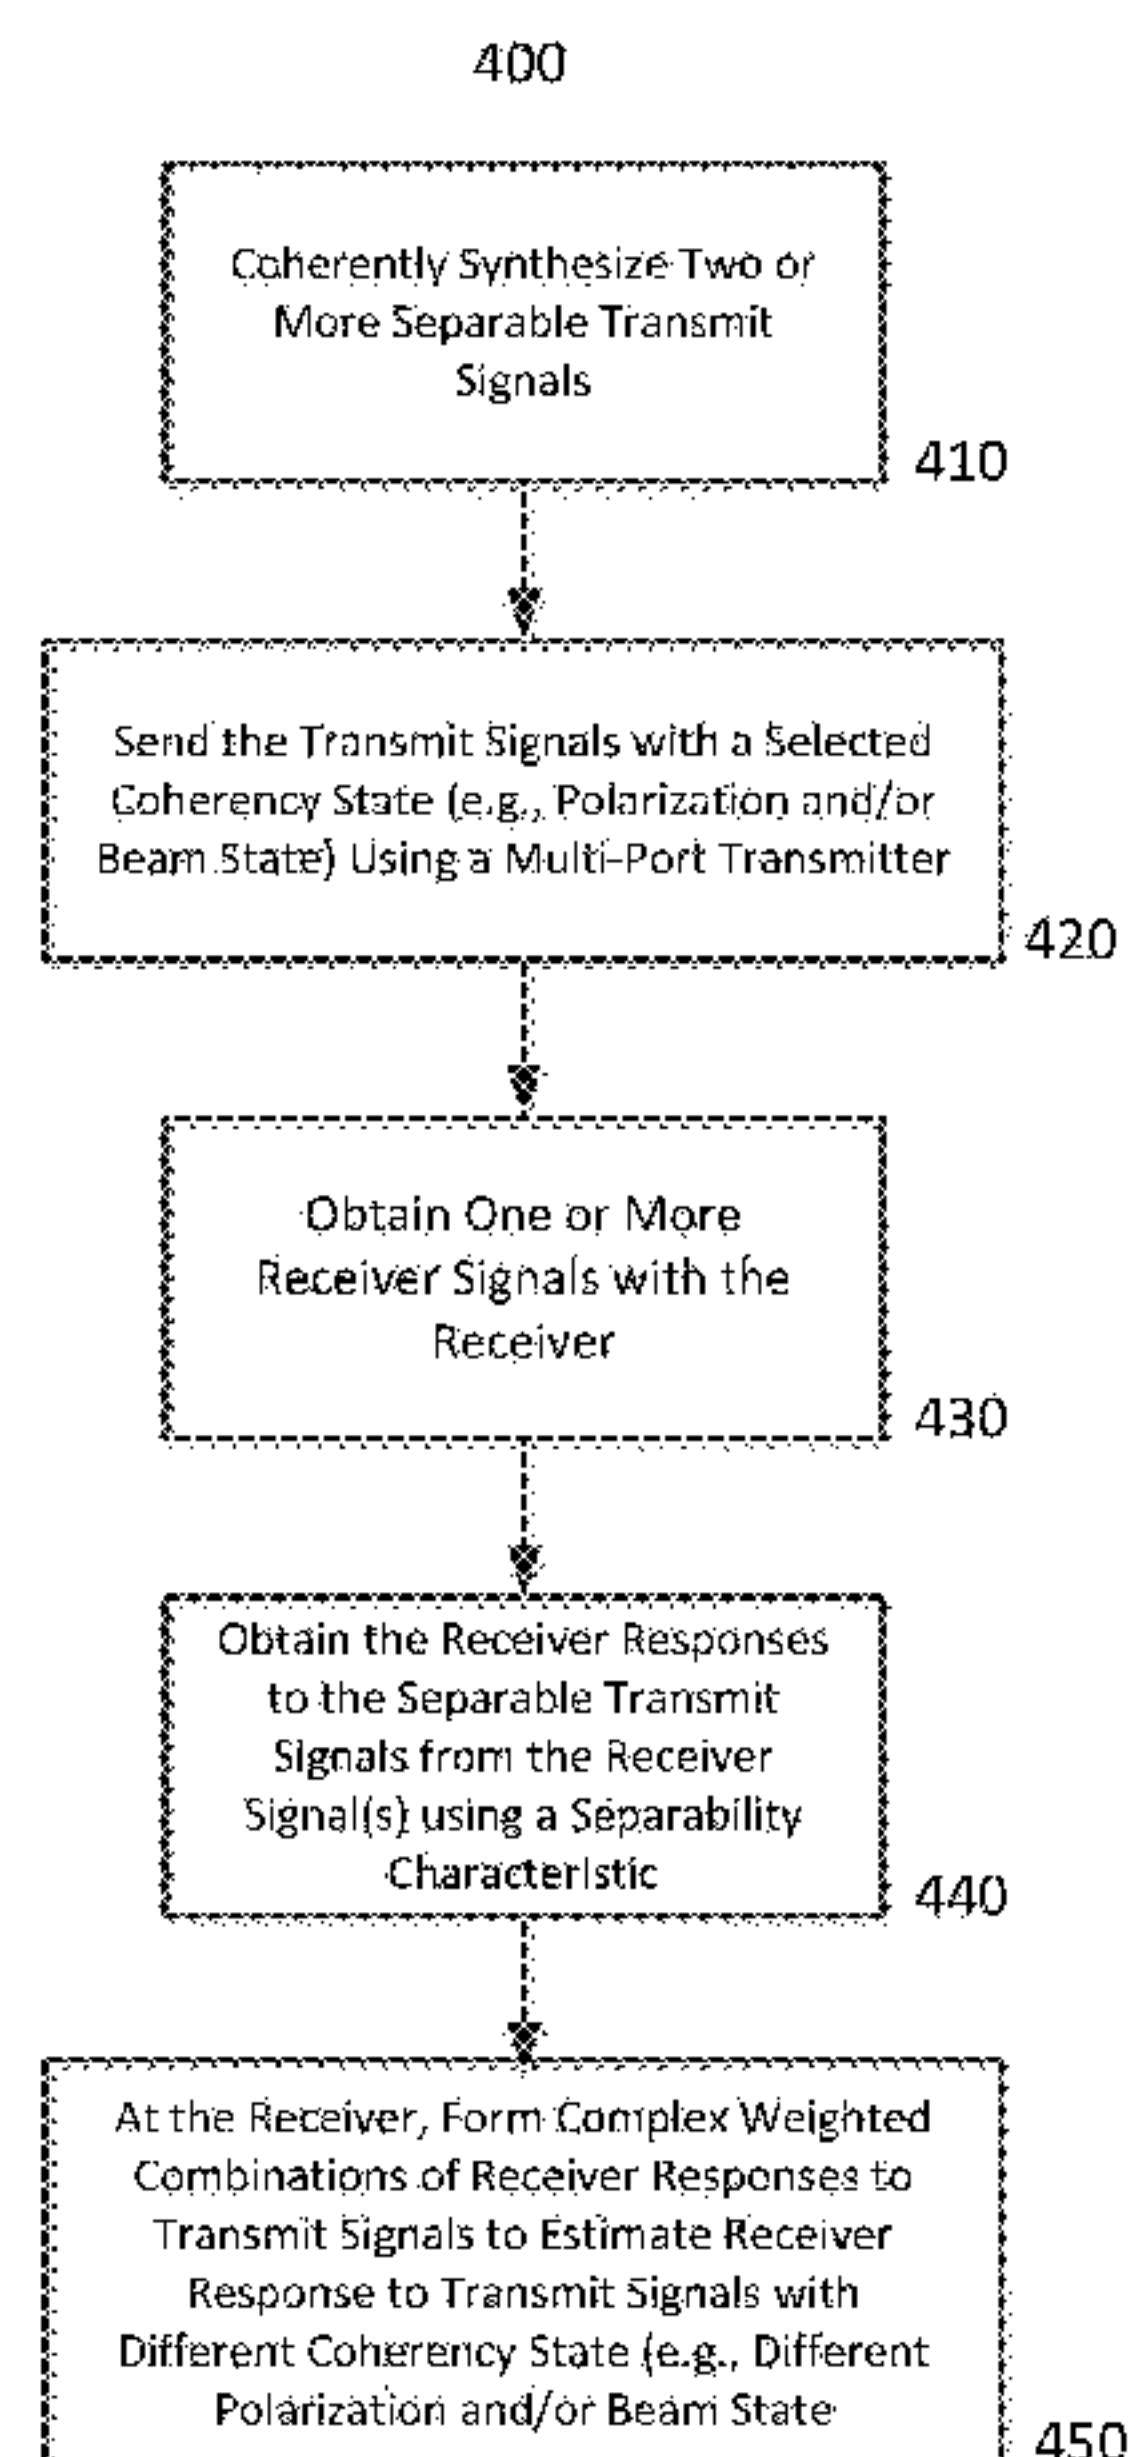 400
Coherently Synthesize Two or
More Separable Transmit
Signals
410
Send the Transmit Signals with a Selected
Coherency State (e.g., Polarization and/or
Beam State) Using a Multi-Port Transmitter
420
Obtain One or More
Receiver Signals with the
Receiver
430
Obtain the Receiver Responses
to the Separable Transmit
Signals from the Receiver
Signal(s) using a Separability
Characteristic
440
At the Receiver, Form Complex Weighted
Combinations of Receiver Responses to
Transmit Signals to Estimate Receiver
Response to Transmit Signals with
Different Coherency State (e.g., Different
Polarization and/or Beam State
450